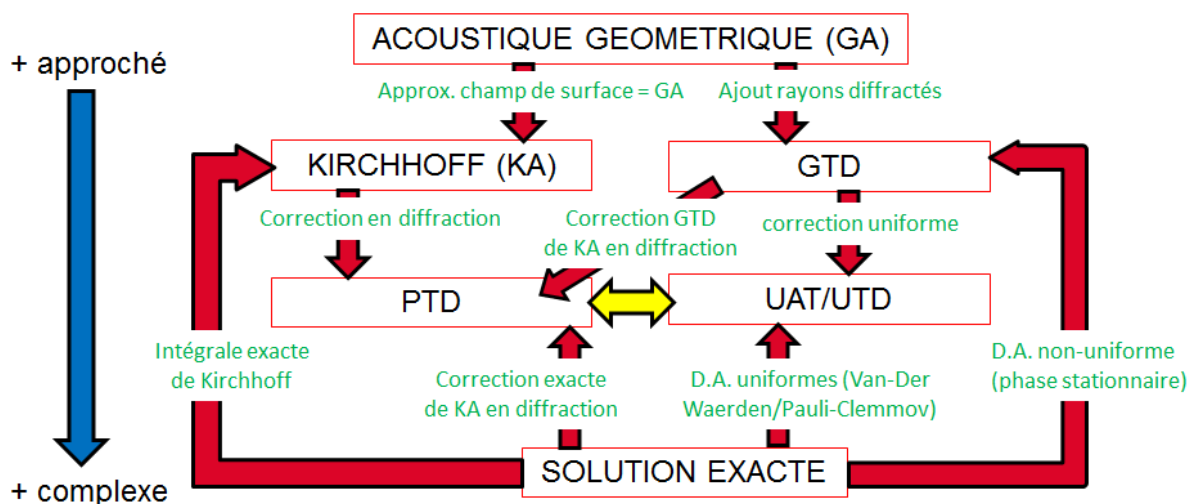 ACOUSTIQUE GEOMETRIQUE (GA)
+ approché
Approx. champ de surface = GA
Ajout rayons diffractés
KIRCHHOFF (KA)
GTD
Correction en diffraction
Correction GTD
de KA en diffraction
correction uniforme
PTD
UAT/UTD
Intégrale exacte
de Kirchhoff
Correction exacte
de KA en diffraction
D.A. uniformes (Van-Der
Waerden/Pauli-Clemmov)
D.A. non-uniforme
(phase stationnaire)
SOLUTION EXACTE
+ complexe